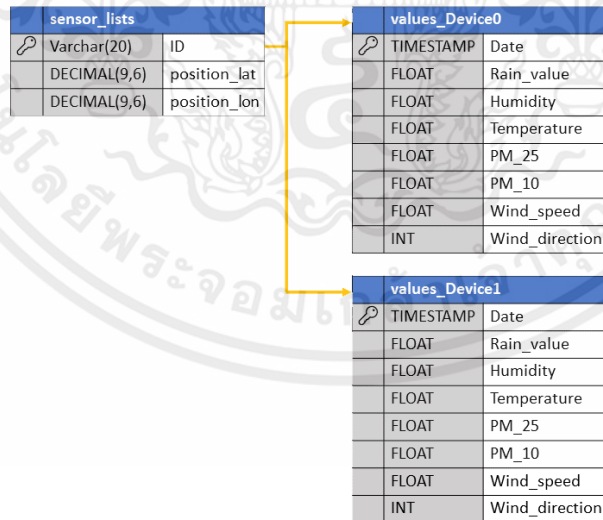 sensor_lists
Varchar(20) ID
DECIMAL(9,6) position_lat
DECIMAL(9,6) position_lon
values_Device0
TIMESTAMP Date
FLOAT Rain_value
FLOAT Humidity
FLOAT Temperature
FLOAT PM_25
FLOAT PM_10
FLOAT Wind_speed
INT Wind_direction
values_Device1
TIMESTAMP Date
FLOAT Rain_value
FLOAT Humidity
FLOAT Temperature
FLOAT PM_25
FLOAT PM_10
FLOAT Wind_speed
INT Wind_direction